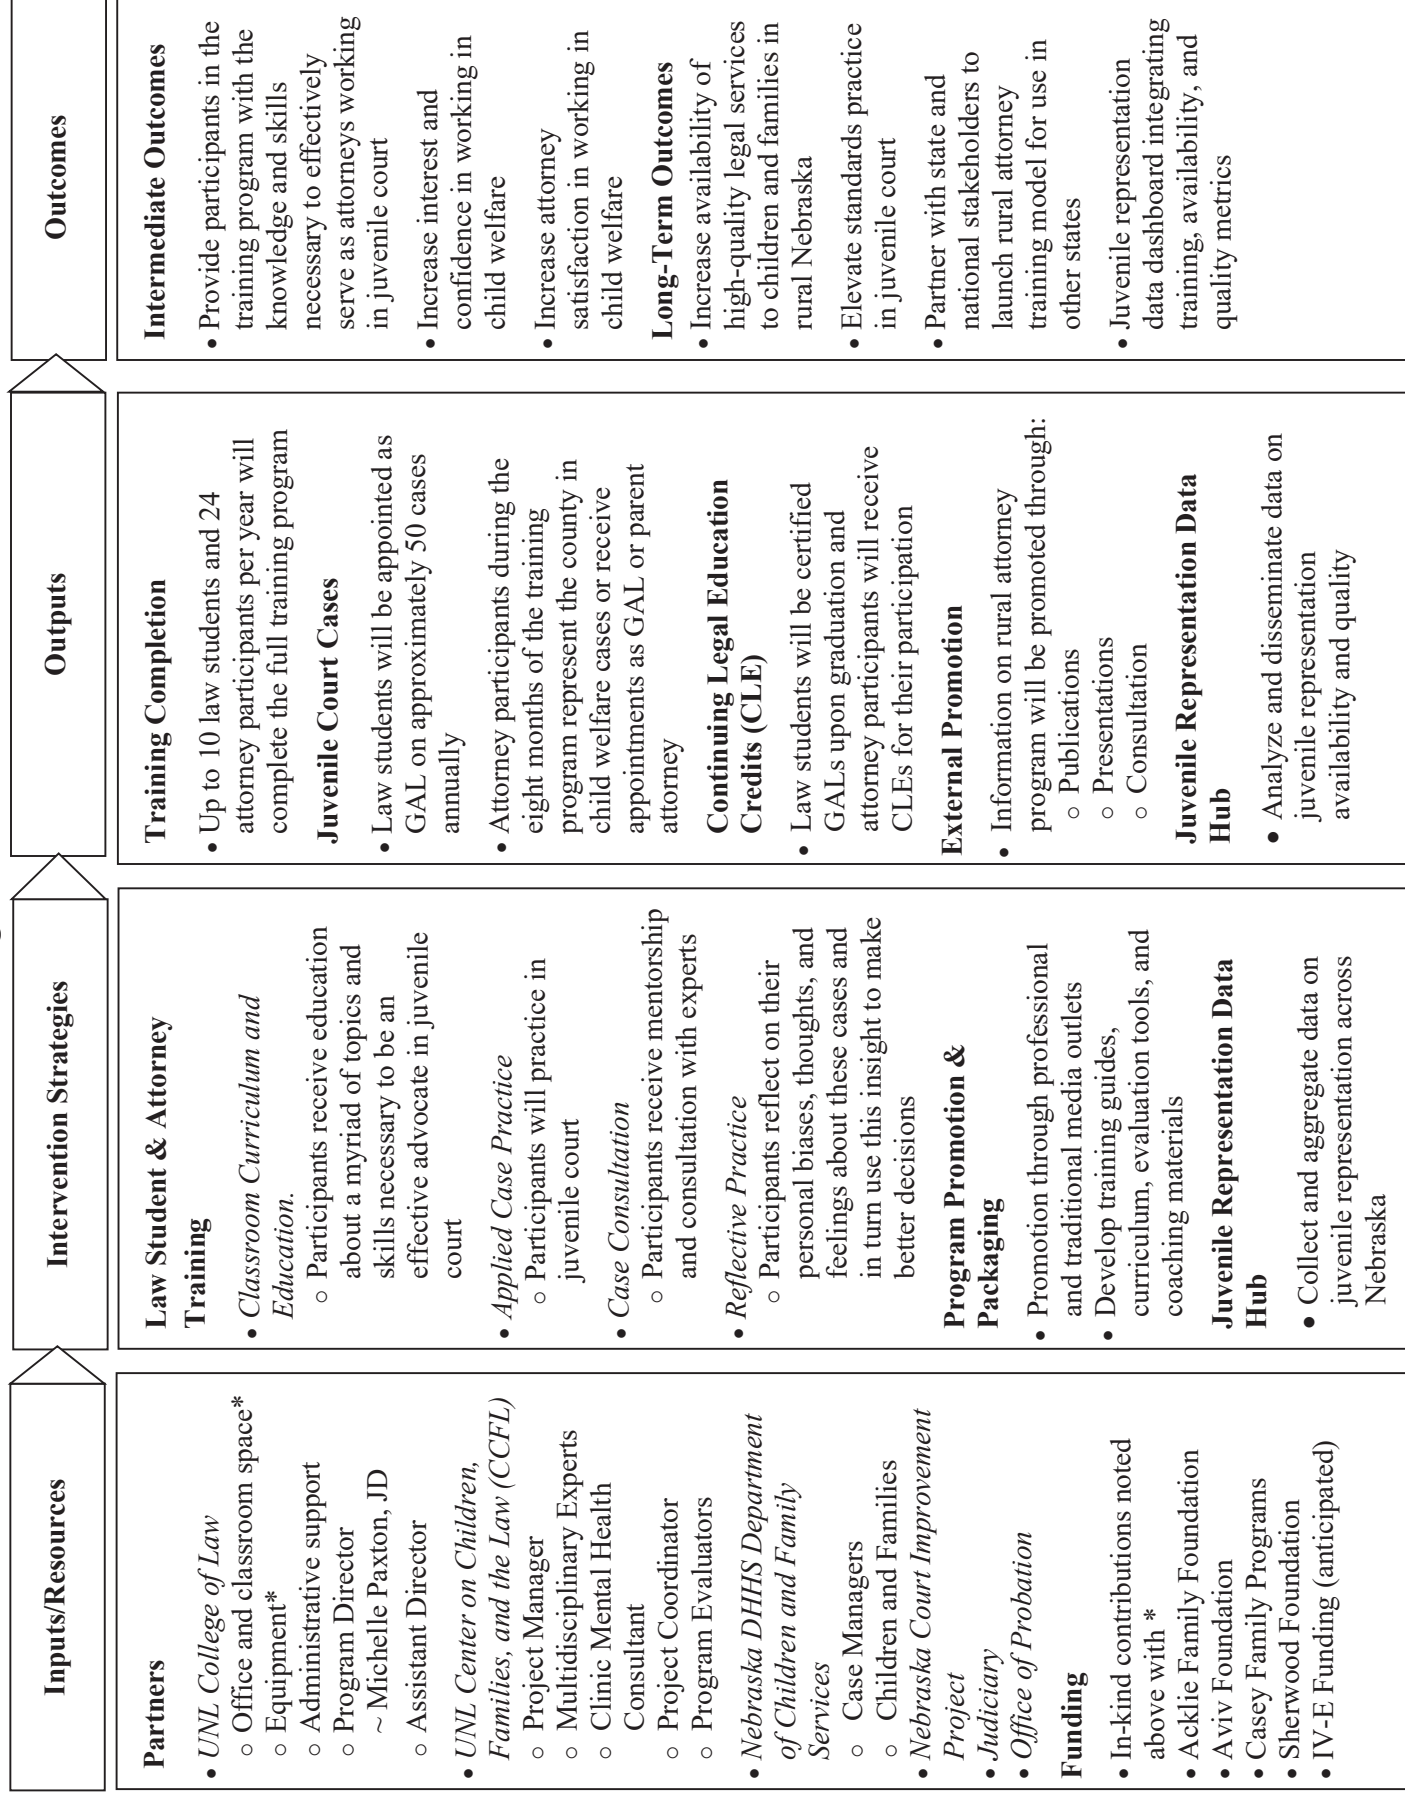 Inputs/Resources
Partners
• UNL College of Law
○ Office and classroom space*
○ Equipment*
○ Administrative support
○ Program Director
~ Michelle Paxton, JD
○ Assistant Director
• UNL Center on Children,
Families, and the Law (CCFL)
○ Project Manager
○ Multidisciplinary Experts
○ Clinic Mental Health
Consultant
○ Project Coordinator
○ Program Evaluators
• Nebraska DHHS Department
of Children and Family
Services
○ Case Managers
○ Children and Families
• Nebraska Court Improvement
Project
• Judiciary
• Office of Probation
Funding
• In-kind contributions noted
above with *
• Acklie Family Foundation
• Aviv Foundation
• Casey Family Programs
• Sherwood Foundation
• IV-E Funding (anticipated)
Intervention Strategies
Law Student & Attorney
Training
• Classroom Curriculum and
Education.
○ Participants receive education
about a myriad of topics and
skills necessary to be an
effective advocate in juvenile
court
• Applied Case Practice
○ Participants will practice in
juvenile court
• Case Consultation
○ Participants receive mentorship
and consultation with experts
• Reflective Practice
○ Participants reflect on their
personal biases, thoughts, and
feelings about these cases and
in turn use this insight to make
better decisions
Program Promotion &
Packaging
• Promotion through professional
and traditional media outlets
• Develop training guides,
curriculum, evaluation tools, and
coaching materials
Juvenile Representation Data
Hub
• Collect and aggregate data on
juvenile representation across
Nebraska
Outputs
Training Completion
• Up to 10 law students and 24
attorney participants per year will
complete the full training program
Juvenile Court Cases
• Law students will be appointed as
GAL on approximately 50 cases
annually
• Attorney participants during the
eight months of the training
program represent the county in
child welfare cases or receive
appointments as GAL or parent
attorney
Continuing Legal Education
Credits (CLE)
• Law students will be certified
GALs upon graduation and
attorney participants will receive
CLEs for their participation
External Promotion
• Information on rural attorney
program will be promoted through:
○ Publications
○ Presentations
○ Consultation
Juvenile Representation Data
Hub
• Analyze and disseminate data on
juvenile representation
availability and quality
Outcomes
Intermediate Outcomes
• Provide participants in the
training program with the
knowledge and skills
necessary to effectively
serve as attorneys working
in juvenile court
• Increase interest and
confidence in working in
child welfare
• Increase attorney
satisfaction in working in
child welfare
Long-Term Outcomes
• Increase availability of
high-quality legal services
to children and families in
rural Nebraska
• Elevate standards practice
in juvenile court
• Partner with state and
national stakeholders to
launch rural attorney
training model for use in
other states
• Juvenile representation
data dashboard integrating
training, availability, and
quality metrics